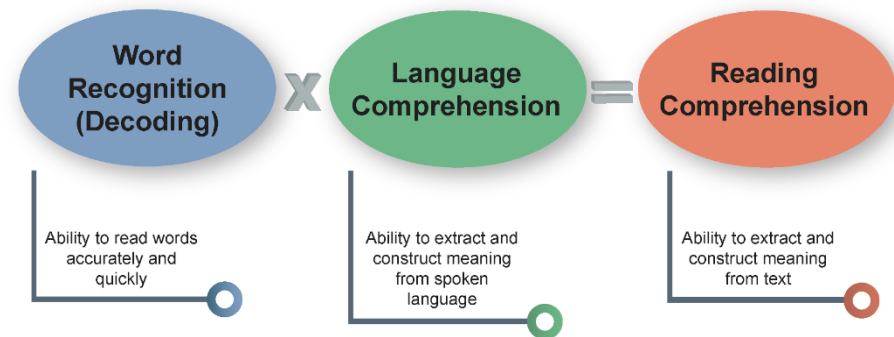 Word
Recognition
(Decoding)
X
Language
Comprehension
=
Reading
Comprehension
Ability to read words
accurately and
quickly
Ability to extract and
construct meaning
from spoken
language
Ability to extract and
construct meaning
from text